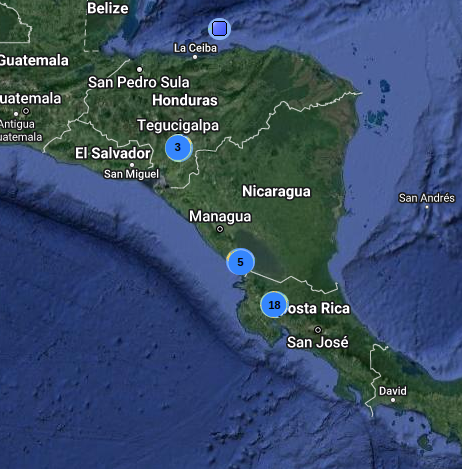 Belize
La Ceiba
Guatemala
San Pedro Sula
Honduras
uatemala
Antigua
uatemala
Tegucigalpa
3
El Salvador
San Miguel
Nicaragua
San Andrés
Managua
5
18
osta Rica
San José
David